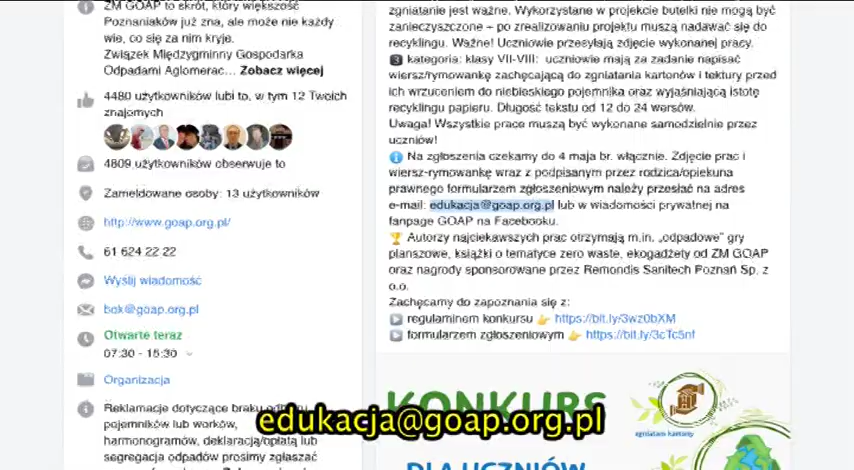 ZM GOAP to skrót, który większość
Poznaniaków już zna, ale może nie każdy
wie, co się za nim kryje.
Związek Międzygminny Gospodarka
Odpadami Aglomerac... Zobacz więcej
4480 użytkowników lubi to, w tym 12 Twoich
znajomych
4809 użytkowników obserwuje to
Zameldowane osoby: 13 użytkowników
http://www.goap.org.pl/
61 624 22 22
Wyślij wiadomość
bok@goap.org.pl
Otwarte teraz
07:30 - 15:30
Organizacja
Reklamacje dotyczące braku odbioru
pojemników lub worków,
harmonogramów, deklaracją/opłatą lub
segregacja odpadów prosimy zgłaszać
zgniatanie jest ważne. Wykorzystane w projekcie butelki nie mogą być
zanieczyszczone - po zrealizowaniu projektu muszą nadawać się do
recyklingu. Ważne! Uczniowie przesyłają zdjęcie wykonanej pracy.
3 kategoria: klasy VII-VIII: uczniowie mają za zadanie napisać
wiersz/rymowankę zachęcającą do zgniatania kartonów i tektury przed
ich wrzuceniem do niebieskiego pojemnika oraz wyjaśniającą istotę
recyklingu papieru. Długość tekstu od 12 do 24 wersów.
Uwaga! Wszystkie prace muszą być wykonane samodzielnie przez
uczniów!
Na zgłoszenia czekamy do 4 maja br. włącznie. Zdjęcie prac i
wiersz-rymowankę wraz z podpisanym przez rodzica/opiekuna
prawnego formularzem zgłoszeniowym należy przesłać na adres
e-mail: edukacja@goap.org.pl lub w wiadomości prywatnej na
fanpage GOAP na Facebooku.
Autorzy najciekawszych prac otrzymają m.in. „odpadowe" gry
planszowe, książki o tematyce zero waste, ekogadżety od ZM GOAP
oraz nagrody sponsorowane przez Remondis Sanitech Poznań Sp. z
o.o.
Zachęcamy do zapoznania się z:
regulaminem konkursu https://bit.ly/3wz0bXM
formularzem zgłoszeniowym https://bit.ly/3cTc5nf
KONKURS
zgniatam kartony
DLA UCZNIÓW
edukacja@goap.org.pl